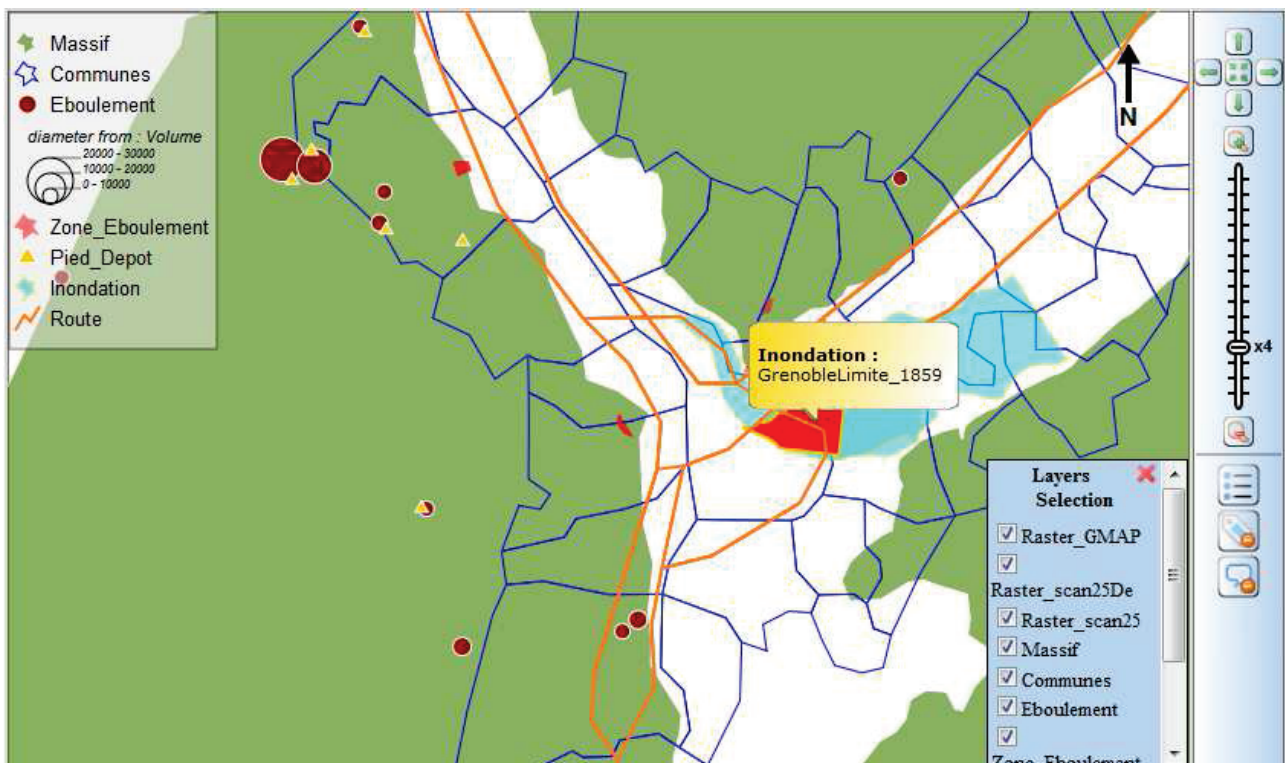 Massif
Communes
Eboulement
diameter from : Volume
20000 - 30000
10000 - 20000
0 - 10000
Zone_Eboulement
Pied_Depot
Inondation
Route
N
x4
Inondation :
GrenobleLimite_1859
Layers
Selection
Raster_GMAP
Raster_scan25De
Raster_scan25
Massif
Communes
Eboulement
Zone_Eboulement